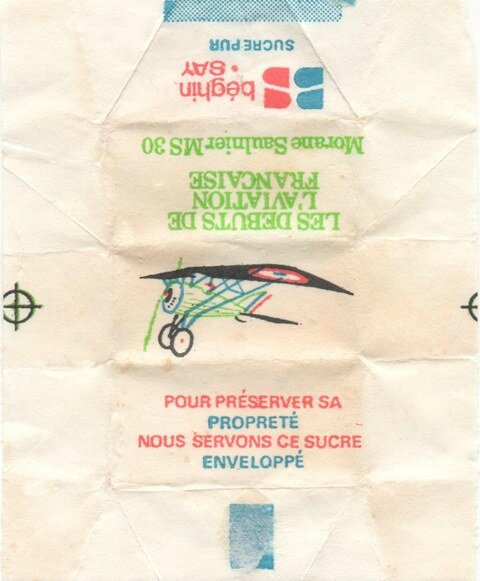 SUCRE PUR
béghin
• SAY
Morane Saulnier MS 30
LES DEBUTS DE
L'AVIATION
FRANCAISE
POUR PRÉSERVER SA
PROPRETÉ
NOUS SERVONS CE SUCRE
ENVELOPPÉ